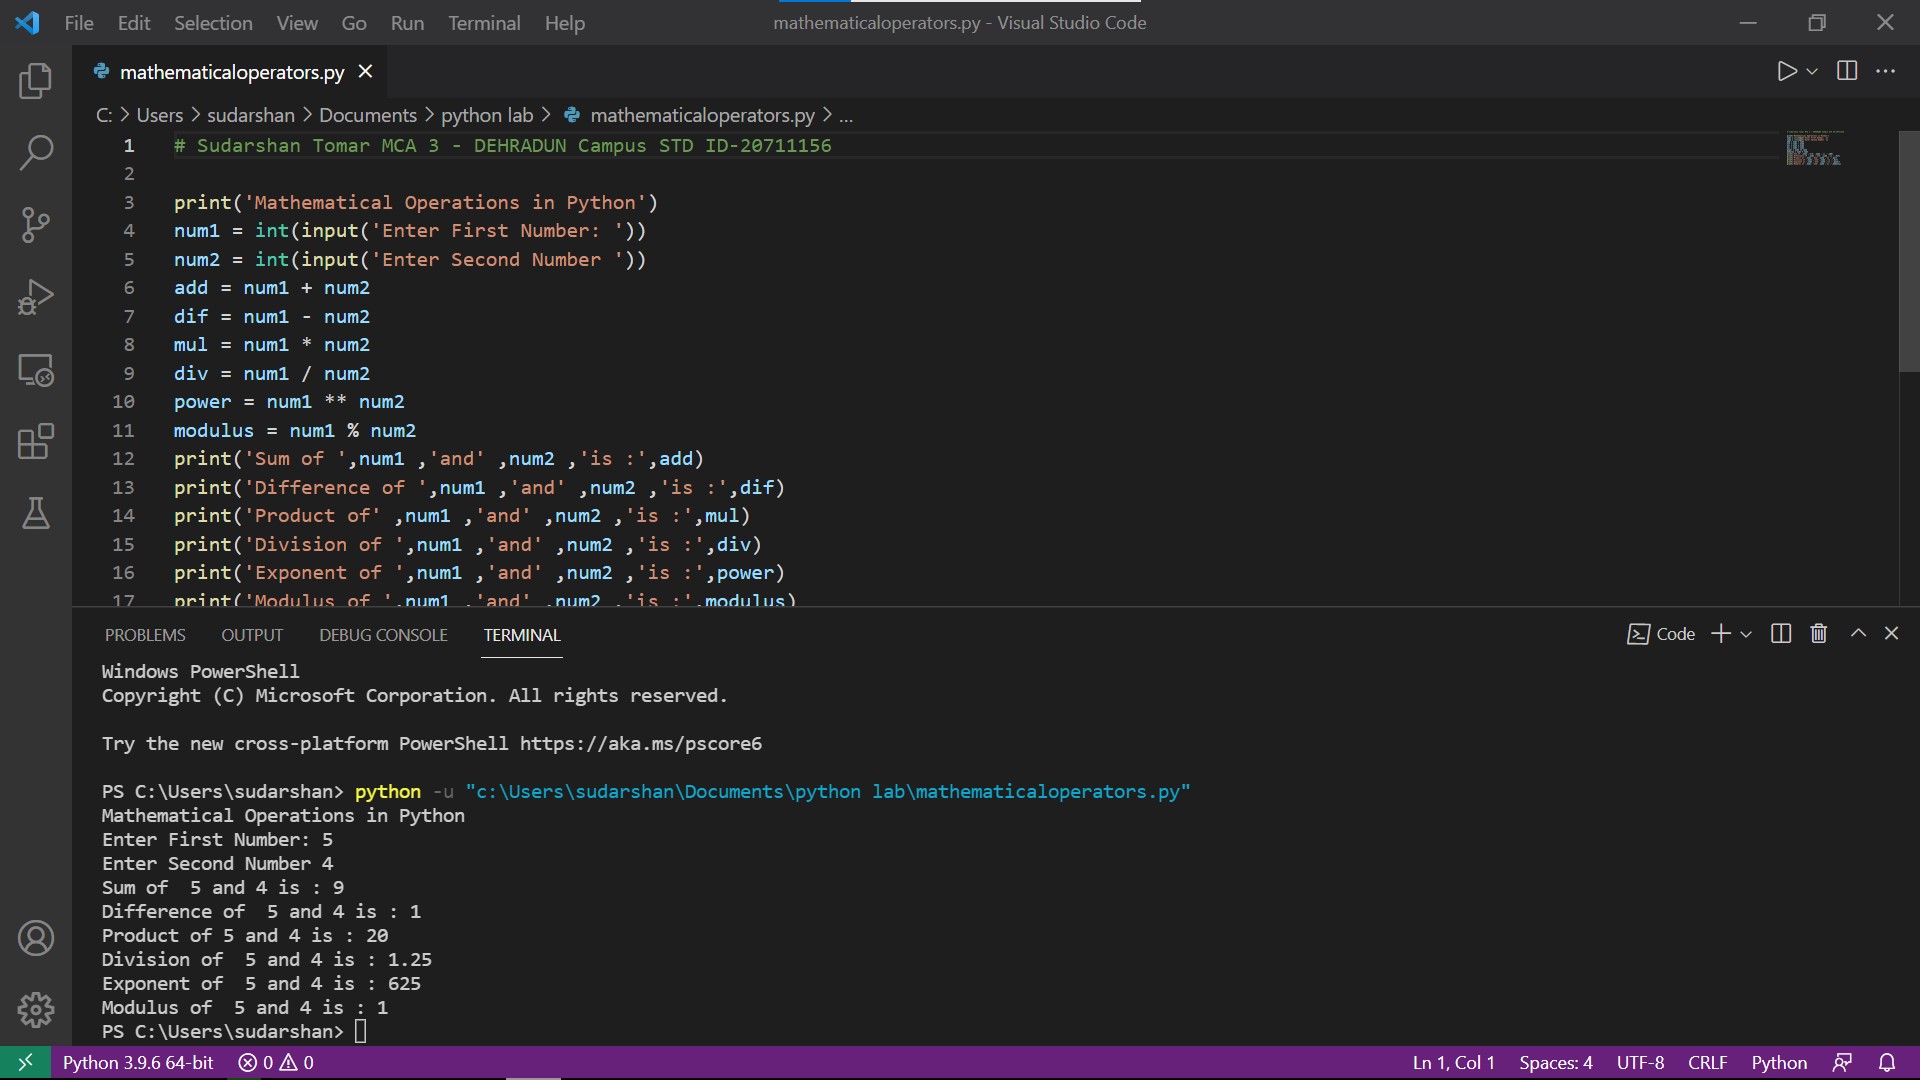 File Edit Selection View Go Run Terminal Help mathematicaloperators.py - Visual Studio Code
mathematicaloperators.py
C: > Users > sudarshan > Documents > python lab > mathematicaloperators.py > ...
1 # Sudarshan Tomar MCA 3 - DEHRADUN Campus STD ID-20711156
2
3 print('Mathematical Operations in Python')
4 num1 = int(input('Enter First Number: '))
5 num2 = int(input('Enter Second Number '))
6 add = num1 + num2
7 dif = num1 - num2
8 mul = num1 * num2
9 div = num1 / num2
10 power = num1 ** num2
11 modulus = num1 % num2
12 print('Sum of ',num1 ,'and' ,num2 ,'is :',add)
13 print('Difference of ',num1 ,'and' ,num2 ,'is :',dif)
14 print('Product of' ,num1 ,'and' ,num2 ,'is :',mul)
15 print('Division of ',num1 ,'and' ,num2 ,'is :',div)
16 print('Exponent of ',num1 ,'and' ,num2 ,'is :',power)
17 print('Modulus of ',num1 ,'and' ,num2 ,'is :',modulus)
PROBLEMS OUTPUT DEBUG CONSOLE TERMINAL Code
Windows PowerShell
Copyright (C) Microsoft Corporation. All rights reserved.
Try the new cross-platform PowerShell https://aka.ms/pscore6
PS C:\Users\sudarshan> python -u "c:\Users\sudarshan\Documents\python lab\mathematicaloperators.py"
Mathematical Operations in Python
Enter First Number: 5
Enter Second Number 4
Sum of  5 and 4 is : 9
Difference of  5 and 4 is : 1
Product of 5 and 4 is : 20
Division of  5 and 4 is : 1.25
Exponent of  5 and 4 is : 625
Modulus of  5 and 4 is : 1
PS C:\Users\sudarshan>
Python 3.9.6 64-bit 0 0 Ln 1, Col 1 Spaces: 4 UTF-8 CRLF Python